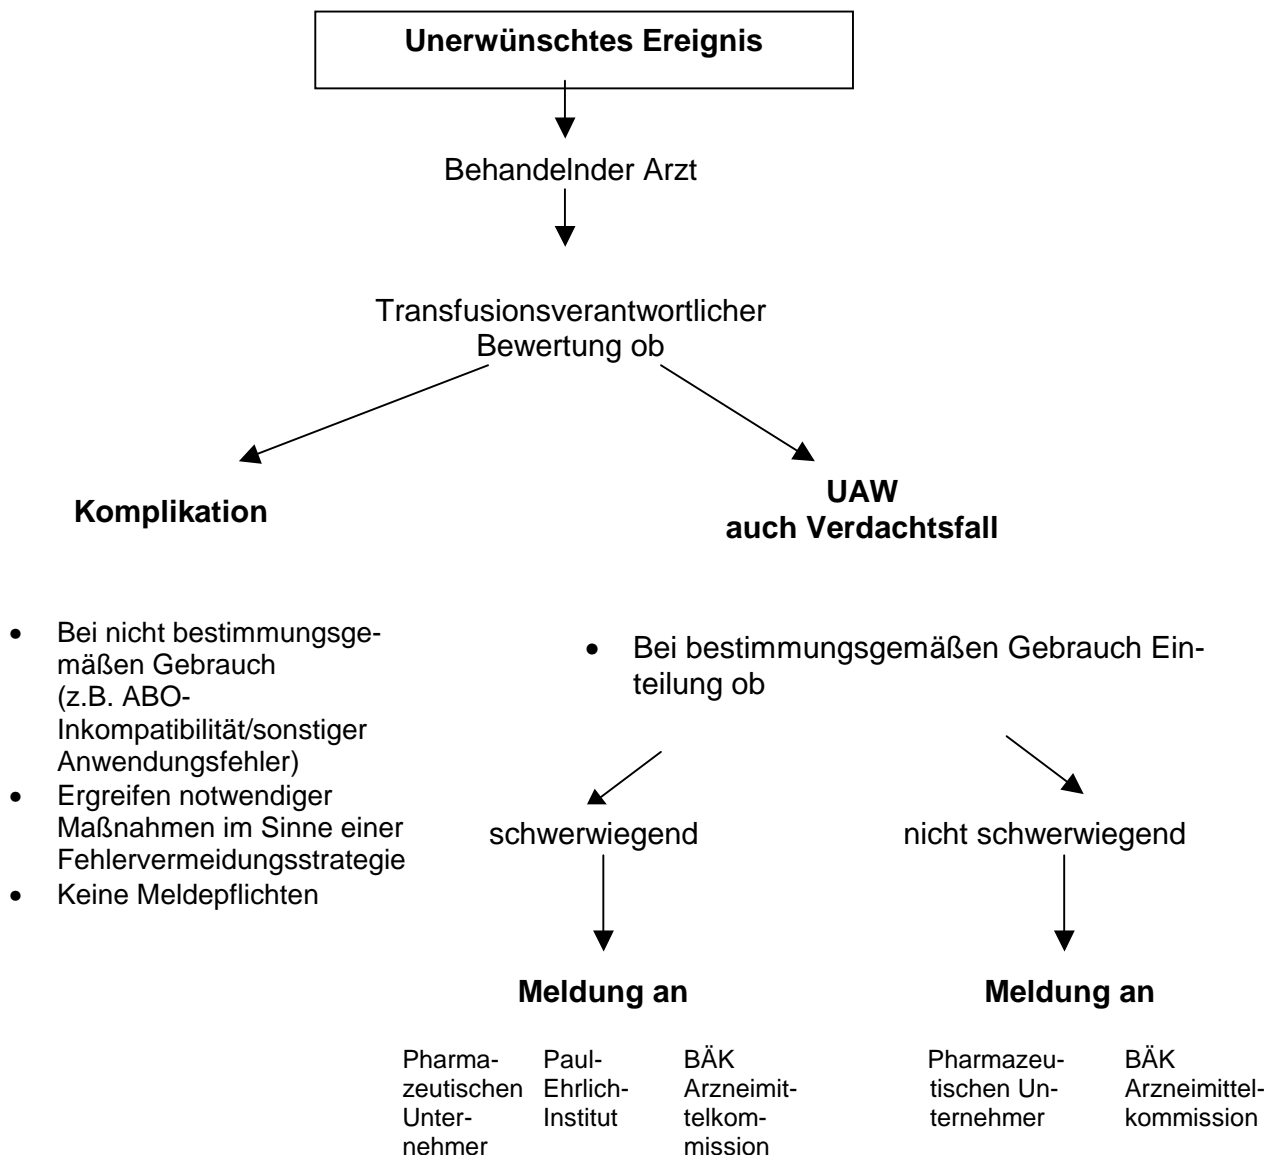 Unerwünschtes Ereignis
Behandelnder Arzt
Transfusionsverantwortlicher
Bewertung ob
Komplikation
UAW
auch Verdachtsfall
• Bei nicht bestimmungsge-
mäßen Gebrauch
(z.B. ABO-
Inkompatibilität/sonstiger
Anwendungsfehler)
• Ergreifen notwendiger
Maßnahmen im Sinne einer
Fehlervermeidungsstrategie
• Keine Meldepflichten
• Bei bestimmungsgemäßen Gebrauch Ein-
teilung ob
schwerwiegend
nicht schwerwiegend
Meldung an
Meldung an
Pharma-
zeutischen
Unter-
nehmer
Paul-
Ehrlich-
Institut
BÄK
Arzneimit-
telkom-
mission
Pharmazeu-
tischen Un-
ternehmer
BÄK
Arzneimittel-
kommission